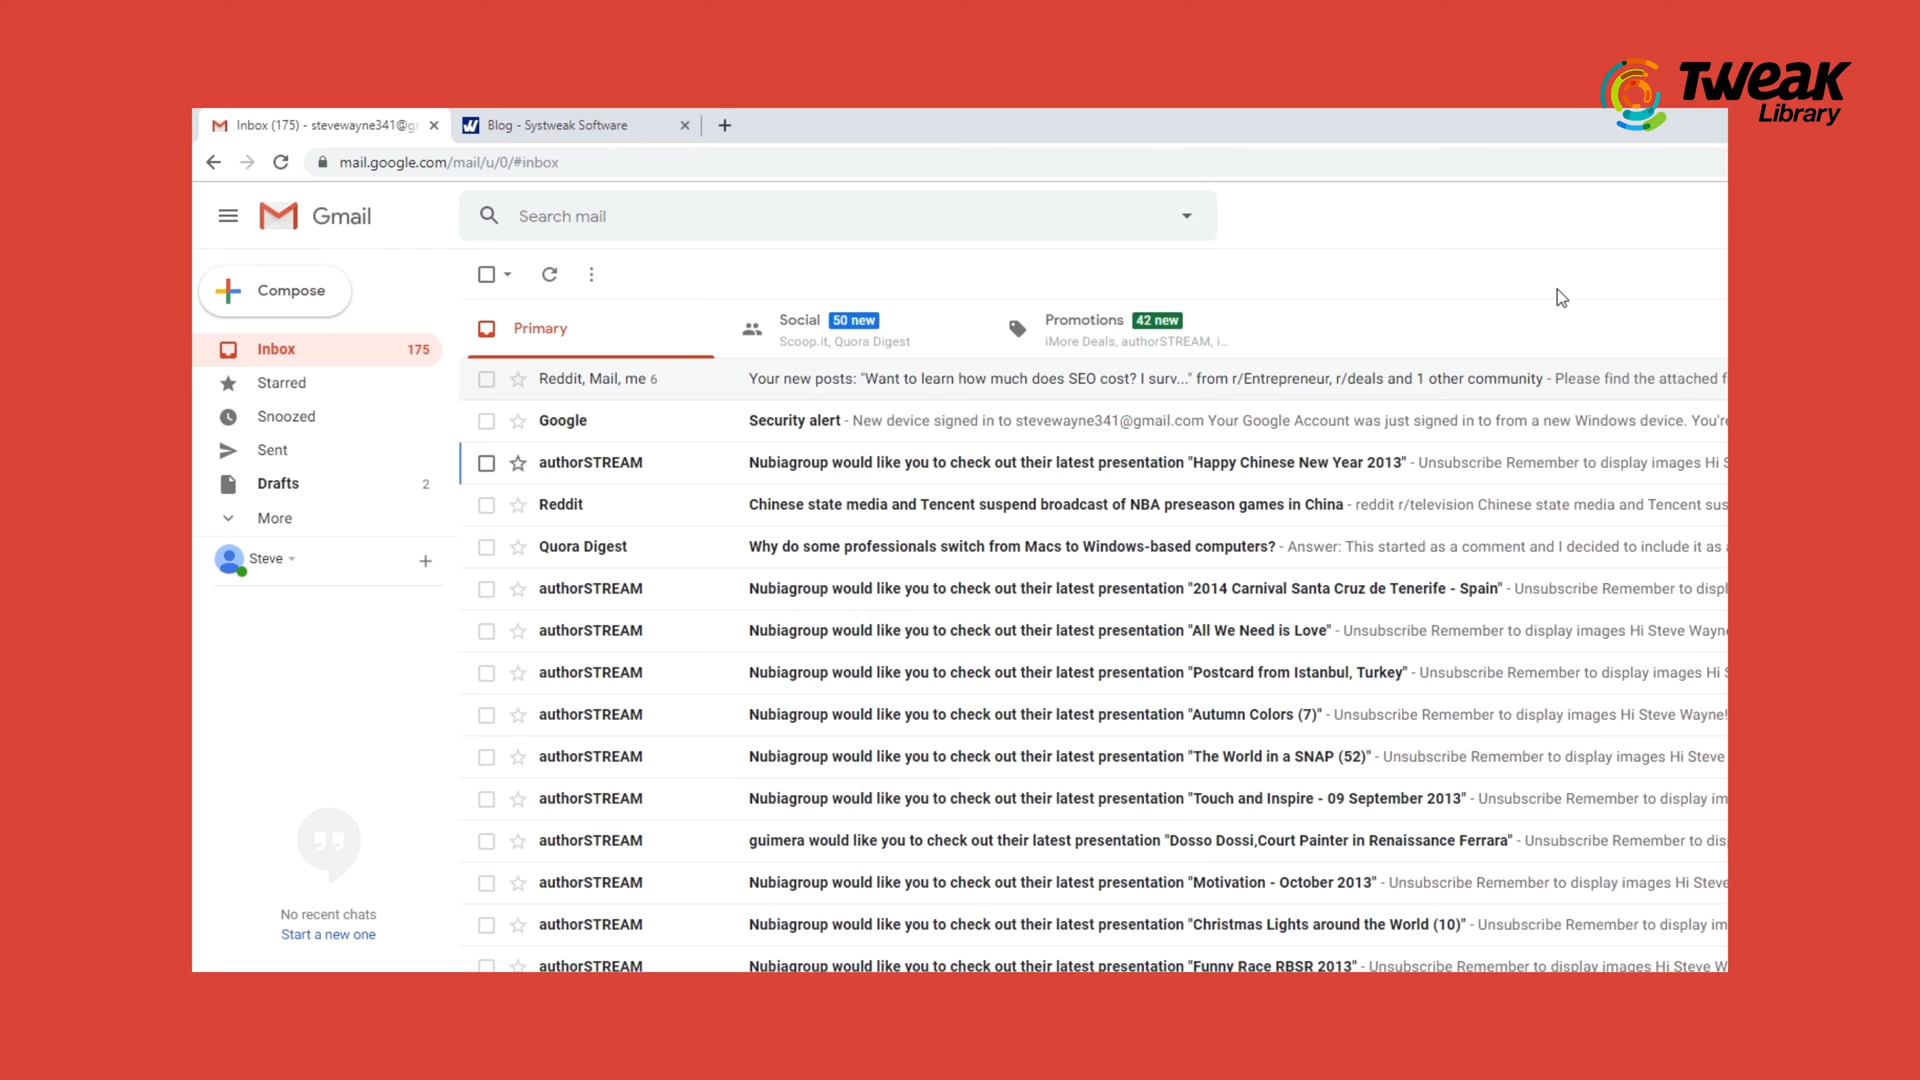 TweaK
Library
Inbox (175) - stevewayne341@gr
Blog - Systweak Software
mail.google.com/mail/u/0/#inbox
Gmail
Search mail
Compose
Primary
Social 50 new
Scoop.it, Quora Digest
Promotions 42 new
iMore Deals, authorSTREAM, i...
Inbox 175
Starred
Snoozed
Sent
Drafts 2
More
Steve
No recent chats
Start a new one
Reddit, Mail, me 6 Your new posts: "Want to learn how much does SEO cost? I surv..." from r/Entrepreneur, r/deals and 1 other community - Please find the attached f
Google Security alert - New device signed in to stevewayne341@gmail.com Your Google Account was just signed in to from a new Windows device. You're
authorSTREAM Nubiagroup would like you to check out their latest presentation "Happy Chinese New Year 2013" - Unsubscribe Remember to display images Hi S
Reddit Chinese state media and Tencent suspend broadcast of NBA preseason games in China - reddit r/television Chinese state media and Tencent sus
Quora Digest Why do some professionals switch from Macs to Windows-based computers? - Answer: This started as a comment and I decided to include it as a
authorSTREAM Nubiagroup would like you to check out their latest presentation "2014 Carnival Santa Cruz de Tenerife - Spain" - Unsubscribe Remember to displ
authorSTREAM Nubiagroup would like you to check out their latest presentation "All We Need is Love" - Unsubscribe Remember to display images Hi Steve Wayne
authorSTREAM Nubiagroup would like you to check out their latest presentation "Postcard from Istanbul, Turkey" - Unsubscribe Remember to display images Hi S
authorSTREAM Nubiagroup would like you to check out their latest presentation "Autumn Colors (7)" - Unsubscribe Remember to display images Hi Steve Wayne!
authorSTREAM Nubiagroup would like you to check out their latest presentation "The World in a SNAP (52)" - Unsubscribe Remember to display images Hi Steve
authorSTREAM Nubiagroup would like you to check out their latest presentation "Touch and Inspire - 09 September 2013" - Unsubscribe Remember to display im
authorSTREAM guimera would like you to check out their latest presentation "Dosso Dossi,Court Painter in Renaissance Ferrara" - Unsubscribe Remember to dis
authorSTREAM Nubiagroup would like you to check out their latest presentation "Motivation - October 2013" - Unsubscribe Remember to display images Hi Steve
authorSTREAM Nubiagroup would like you to check out their latest presentation "Christmas Lights around the World (10)" - Unsubscribe Remember to display im
authorSTREAM Nubiagroup would like you to check out their latest presentation "Funny Race RBSR 2013" - Unsubscribe Remember to display images Hi Steve W